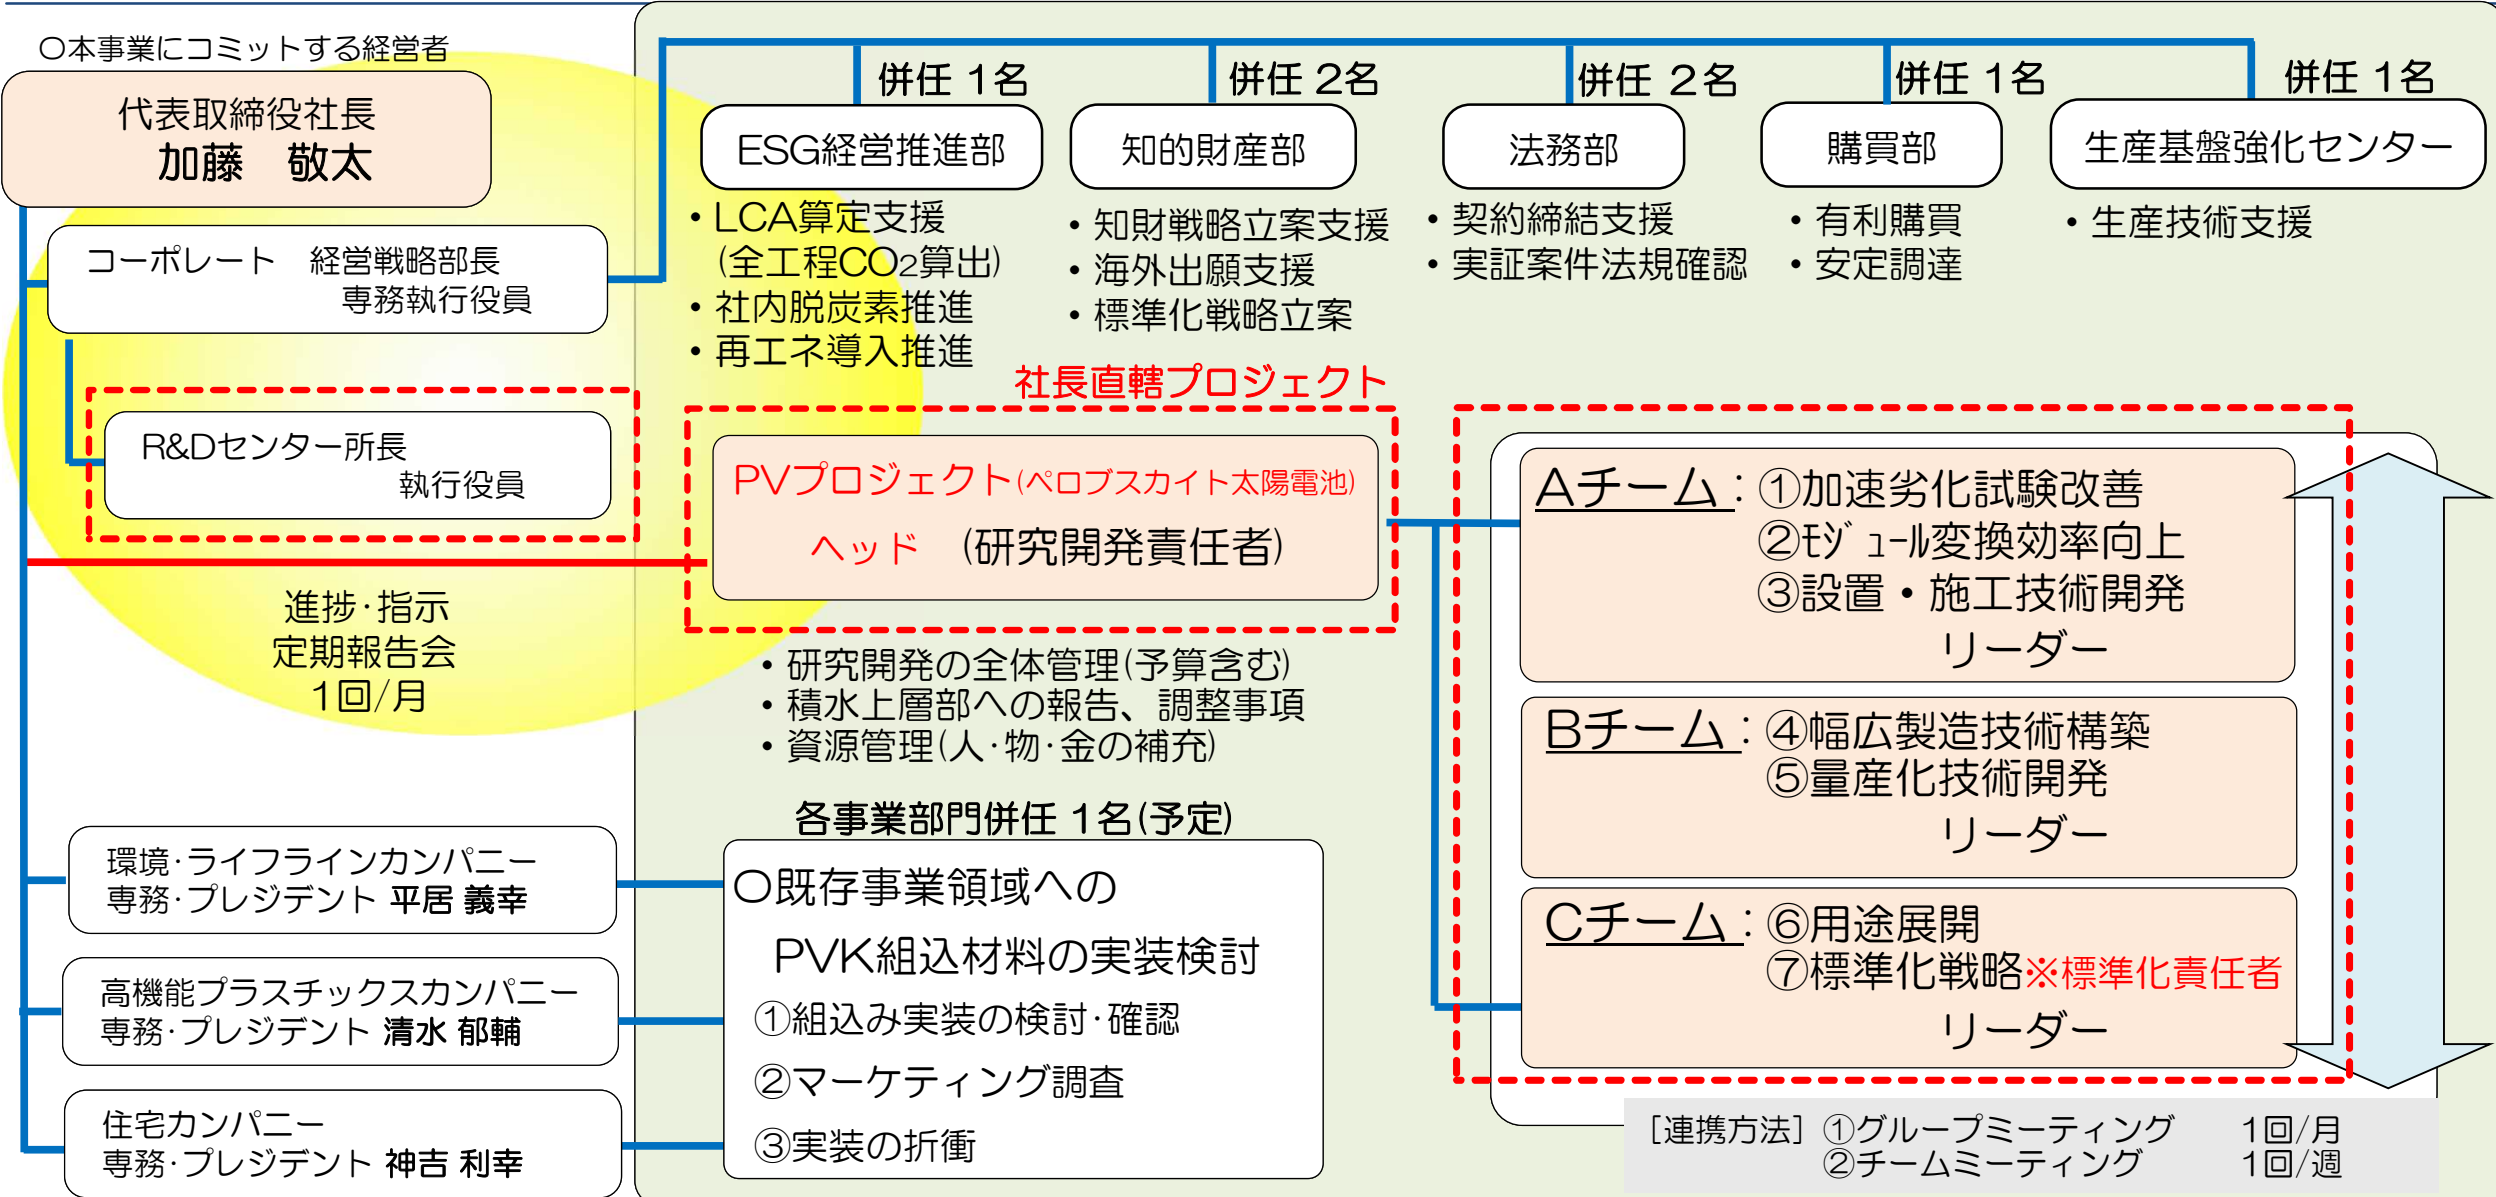 〇本事業にコミットする経営者
代表取締役社長
加藤　敬太
コーポレート　経営戦略部長
専務執行役員
R&Dセンター所長
執行役員
進捗･指示
定期報告会
1回/月
環境･ライフラインカンパニー
専務･プレジデント 平居 義幸
高機能プラスチックスカンパニー
専務･プレジデント 清水 郁輔
住宅カンパニー
専務･プレジデント 神吉 利幸
併任 1名
ESG経営推進部
・LCA算定支援
(全工程CO2算出)
・社内脱炭素推進
・再エネ導入推進
併任 2名
知的財産部
・知財戦略立案支援
・海外出願支援
・標準化戦略立案
併任 2名
法務部
・契約締結支援
・実証案件法規確認
併任 1名
購買部
・有利購買
・安定調達
併任 1名
生産基盤強化センター
・生産技術支援
社長直轄プロジェクト
PVプロジェクト(ペロブスカイト太陽電池)
ヘッド　(研究開発責任者)
・研究開発の全体管理(予算含む)
・積水上層部への報告、調整事項
・資源管理(人･物･金の補充)
各事業部門併任 1名(予定)
〇既存事業領域への
PVK組込材料の実装検討
①組込み実装の検討･確認
②マーケティング調査
③実装の折衝
Aチーム：①加速劣化試験改善
②ﾓｼﾞｭｰﾙ変換効率向上
③設置・施工技術開発
リーダー
Bチーム：④幅広製造技術構築
⑤量産化技術開発
リーダー
Cチーム：⑥用途展開
⑦標準化戦略※標準化責任者
リーダー
[連携方法] ①グループミーティング　1回/月
②チームミーティング　1回/週